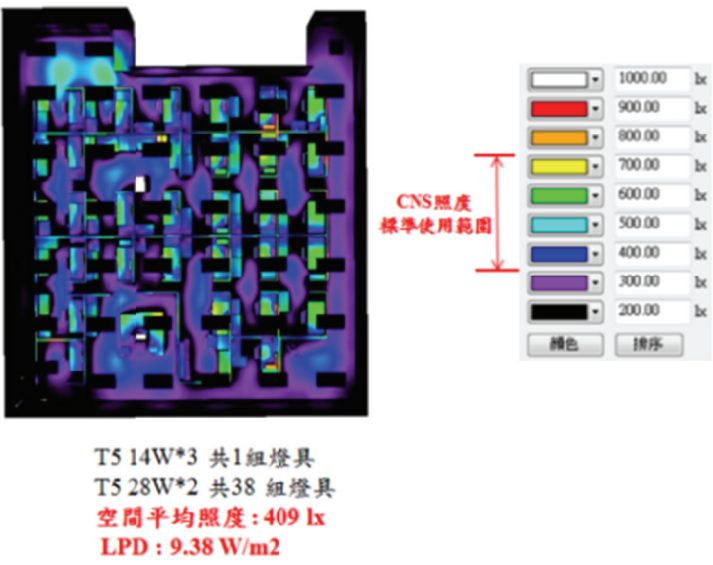 1000.00 lx
900.00 lx
800.00 lx
700.00 lx
600.00 lx
500.00 lx
400.00 lx
300.00 lx
200.00 lx
顏色 排序
CNS照度
標準使用範圍
T5 14W*3 共1組燈具
T5 28W*2 共38 組燈具
空間平均照度：409 lx
LPD：9.38 W/m2